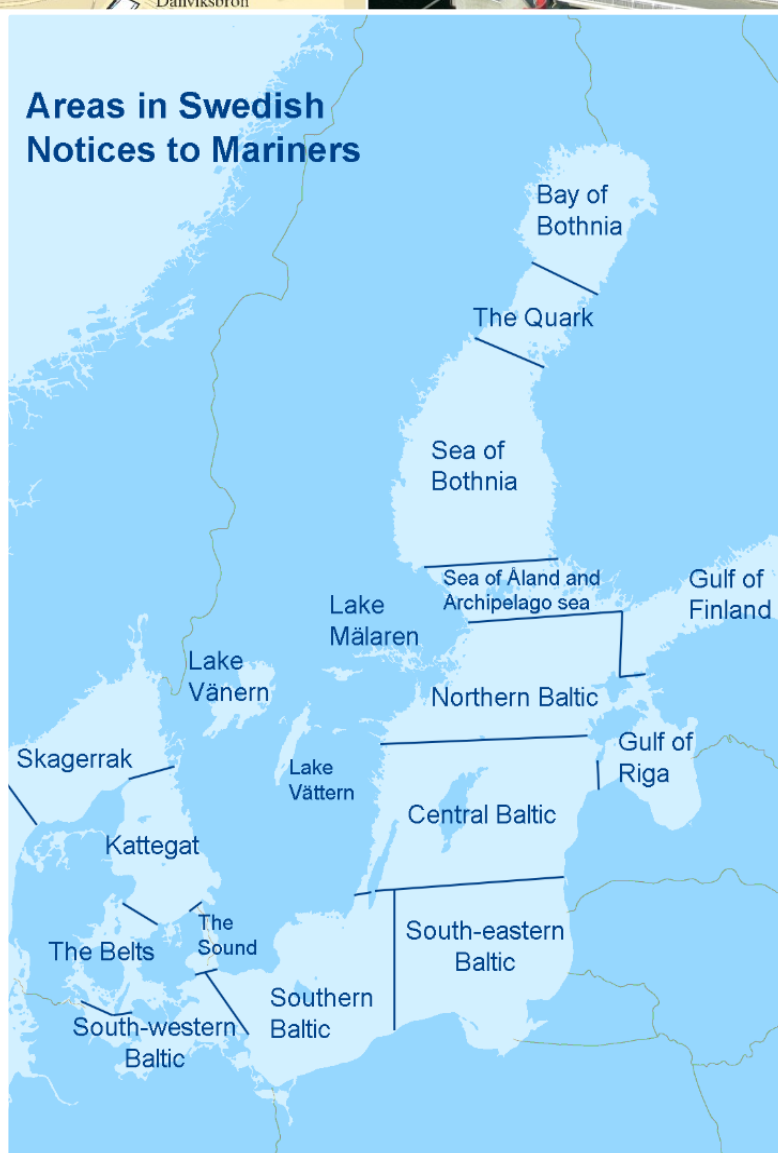 Danviksbron
Areas in Swedish
Notices to Mariners
Bay of
Bothnia
The Quark
Sea of
Bothnia
Sea of Åland and
Archipelago sea
Gulf of
Finland
Lake
Mälaren
Lake
Vänern
Northern Baltic
Skagerrak
Lake
Vättern
Gulf of
Riga
Central Baltic
Kattegat
The Belts
The
Sound
South-eastern
Baltic
Southern
Baltic
South-western
Baltic